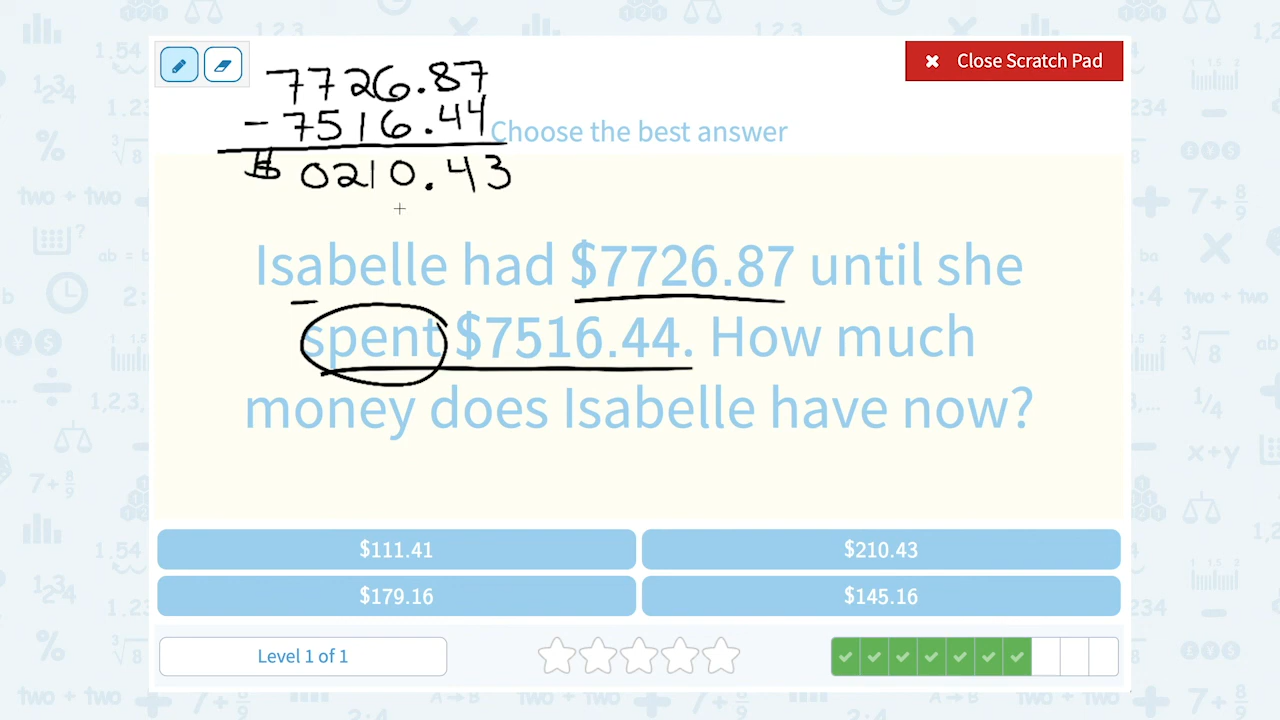 Close Scratch Pad
7726.87
- 7516.44
$ 0210.43
Choose the best answer
Isabelle had $7726.87 until she
spent $7516.44. How much
money does Isabelle have now?
$111.41
$210.43
$179.16
$145.16
Level 1 of 1